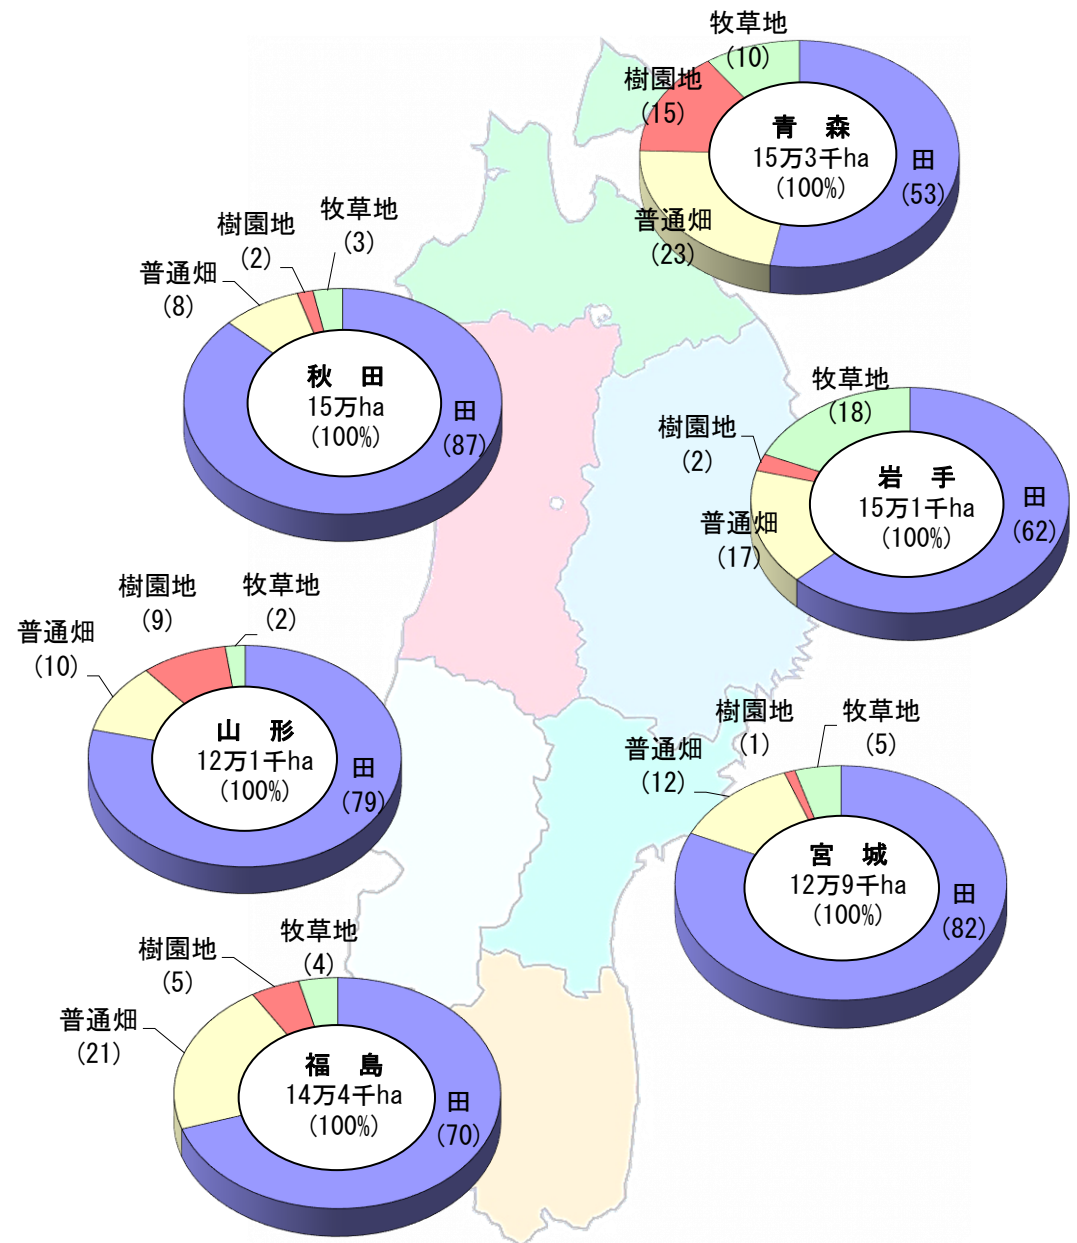 牧草地
(10)
樹園地
(15)
青　森
15万3千ha
(100%)
田
(53)
普通畑
(23)
牧草地
(3)
樹園地
(2)
普通畑
(8)
秋　田
15万ha
(100%)
田
(87)
牧草地
(18)
樹園地
(2)
岩　手
15万1千ha
(100%)
田
(62)
普通畑
(17)
樹園地
(9)
牧草地
(2)
普通畑
(10)
山　形
12万1千ha
(100%)
田
(79)
樹園地
(1)
牧草地
(5)
普通畑
(12)
宮　城
12万9千ha
(100%)
田
(82)
牧草地
(4)
樹園地
(5)
普通畑
(21)
福　島
14万4千ha
(100%)
田
(70)